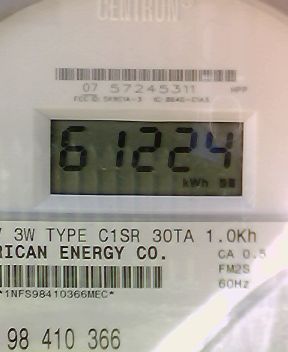 CENTRON
07 57245311 HPP
61224
kWh
3W TYPE C1SR 30TA 1.0Kh
RICAN ENERGY CO. CA 0.5
FM2S
*1NFS98410366MEC* 60Hz
98 410 366